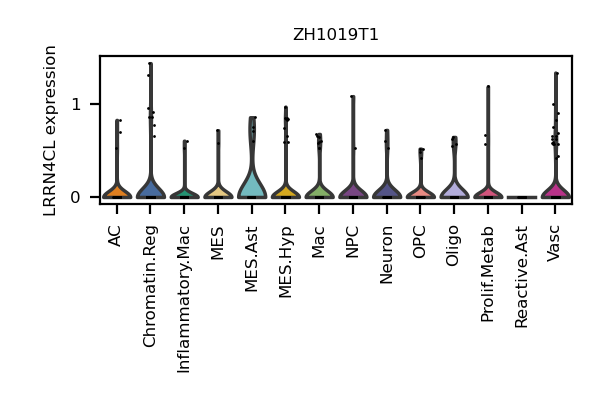 ZH1019T1
LRRN4CL expression
1
0
AC
Chromatin.Reg
Inflammatory.Mac
MES
MES.Ast
MES.Hyp
Mac
NPC
Neuron
OPC
Oligo
Prolif.Metab
Reactive.Ast
Vasc